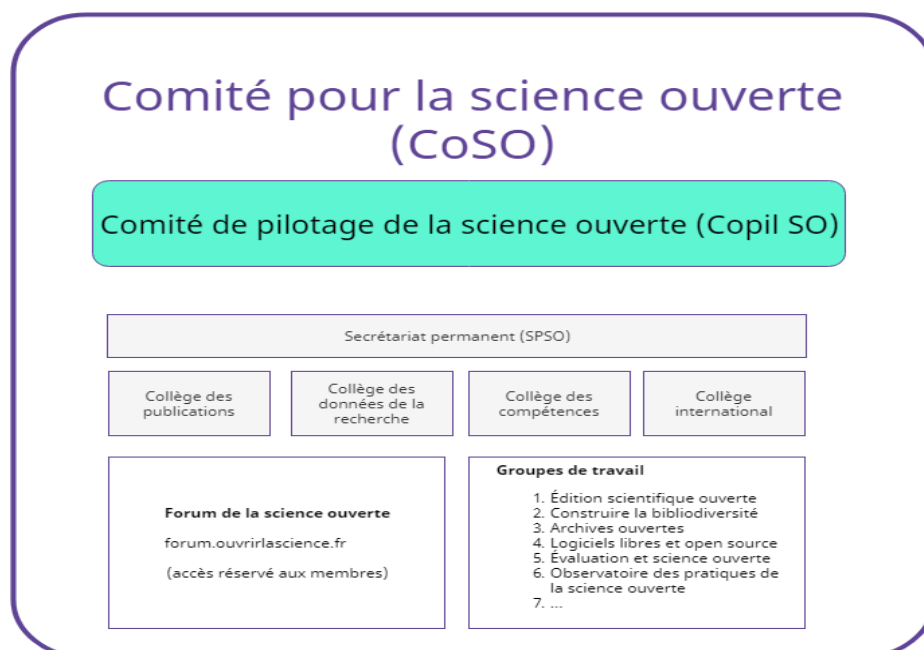 Comité pour la science ouverte
(CoSO)
Comité de pilotage de la science ouverte (Copil SO)
Secrétariat permanent (SPSO)
Collège des
publications
Collège des
données de la
recherche
Collège des
compétences
Collège
international
Forum de la science ouverte
forum.ouvrirlascience.fr
(accès réservé aux membres)
Groupes de travail
1. Édition scientifique ouverte
2. Construire la bibliodiversité
3. Archives ouvertes
4. Logiciels libres et open source
5. Évaluation et science ouverte
6. Observatoire des pratiques de
la science ouverte
7. ...